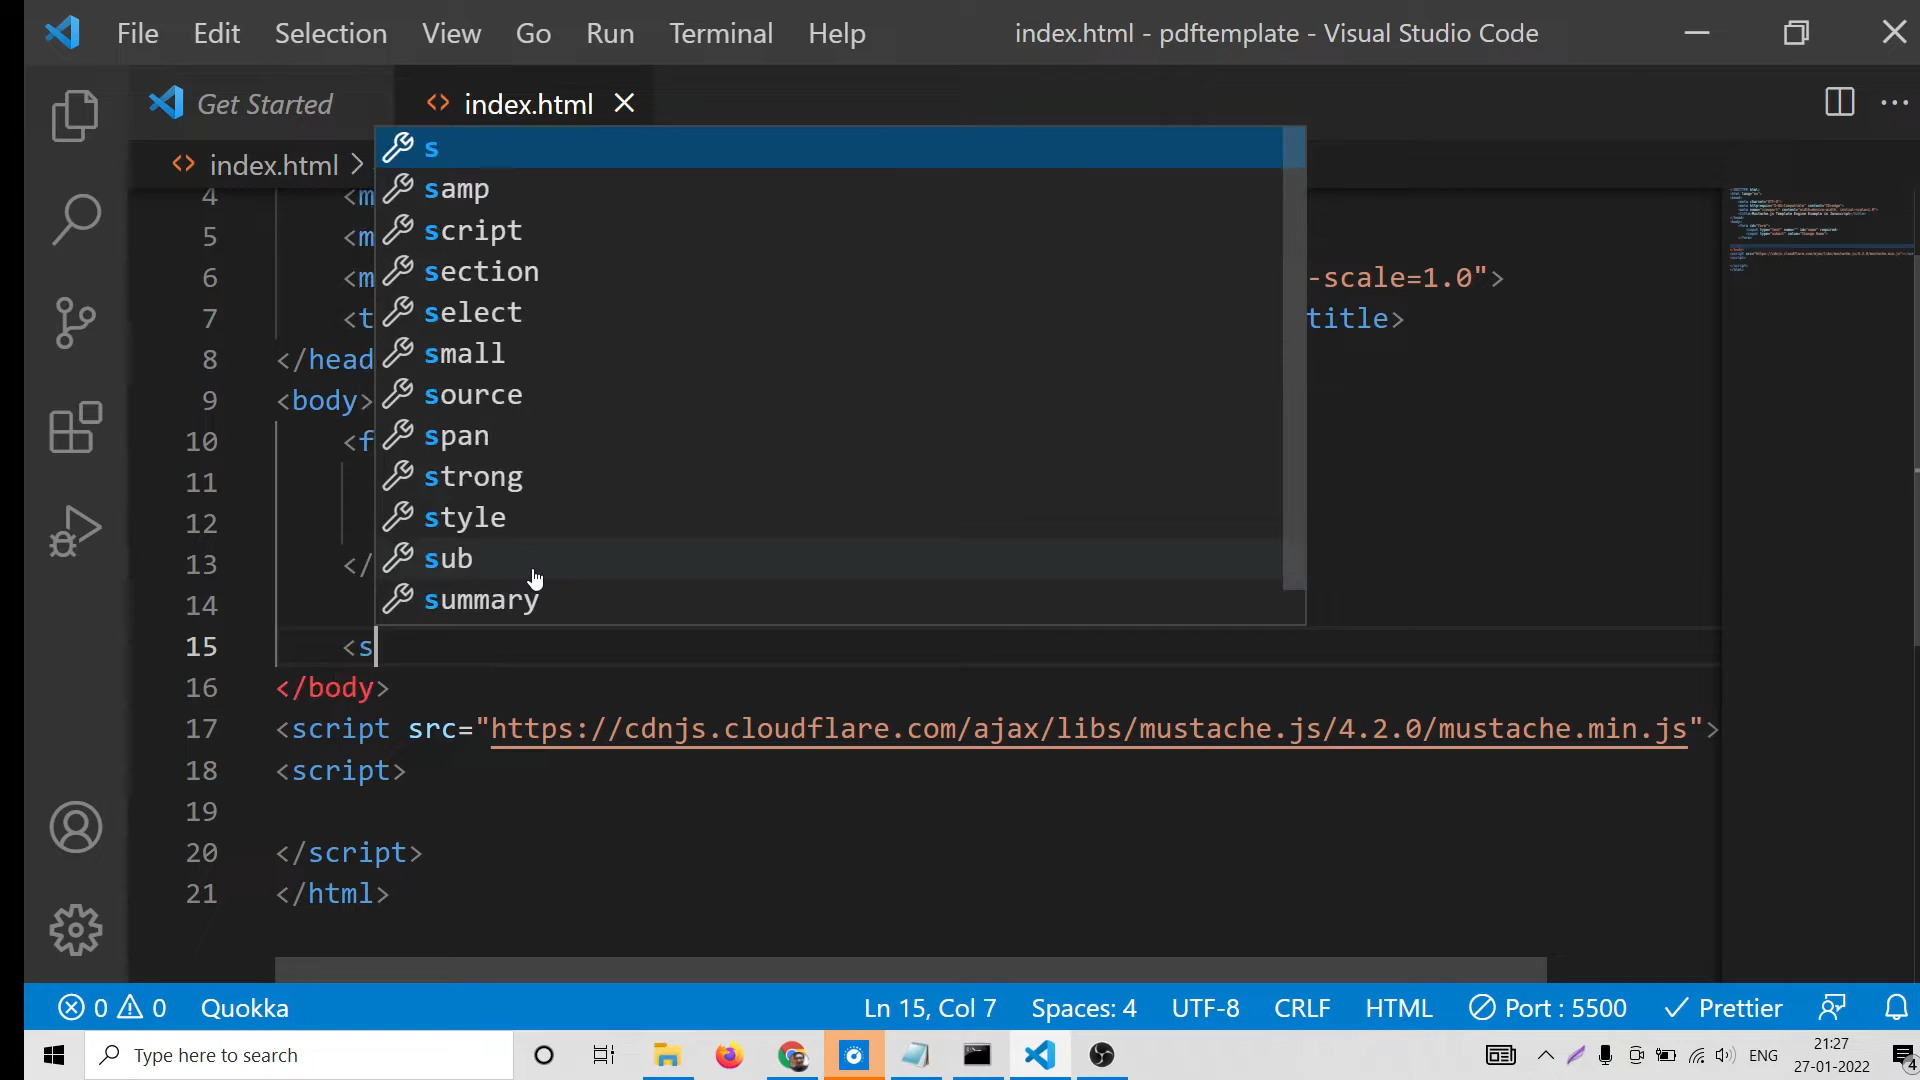 File Edit Selection View Go Run Terminal Help index.html - pdftemplate - Visual Studio Code
Get Started index.html
index.html
s
samp
script
section
select
small
source
span
strong
style
sub
summary
4 <m
5 <m
6 <m -scale=1.0">
7 <t title>
8 </head
9 <body>
10 <f
11
12
13 </
14
15 <s
16 </body>
17 <script src="https://cdnjs.cloudflare.com/ajax/libs/mustache.js/4.2.0/mustache.min.js">
18 <script>
19
20 </script>
21 </html>
0 0 Quokka Ln 15, Col 7 Spaces: 4 UTF-8 CRLF HTML Port : 5500 Prettier
Type here to search ENG 21:27
27-01-2022 4